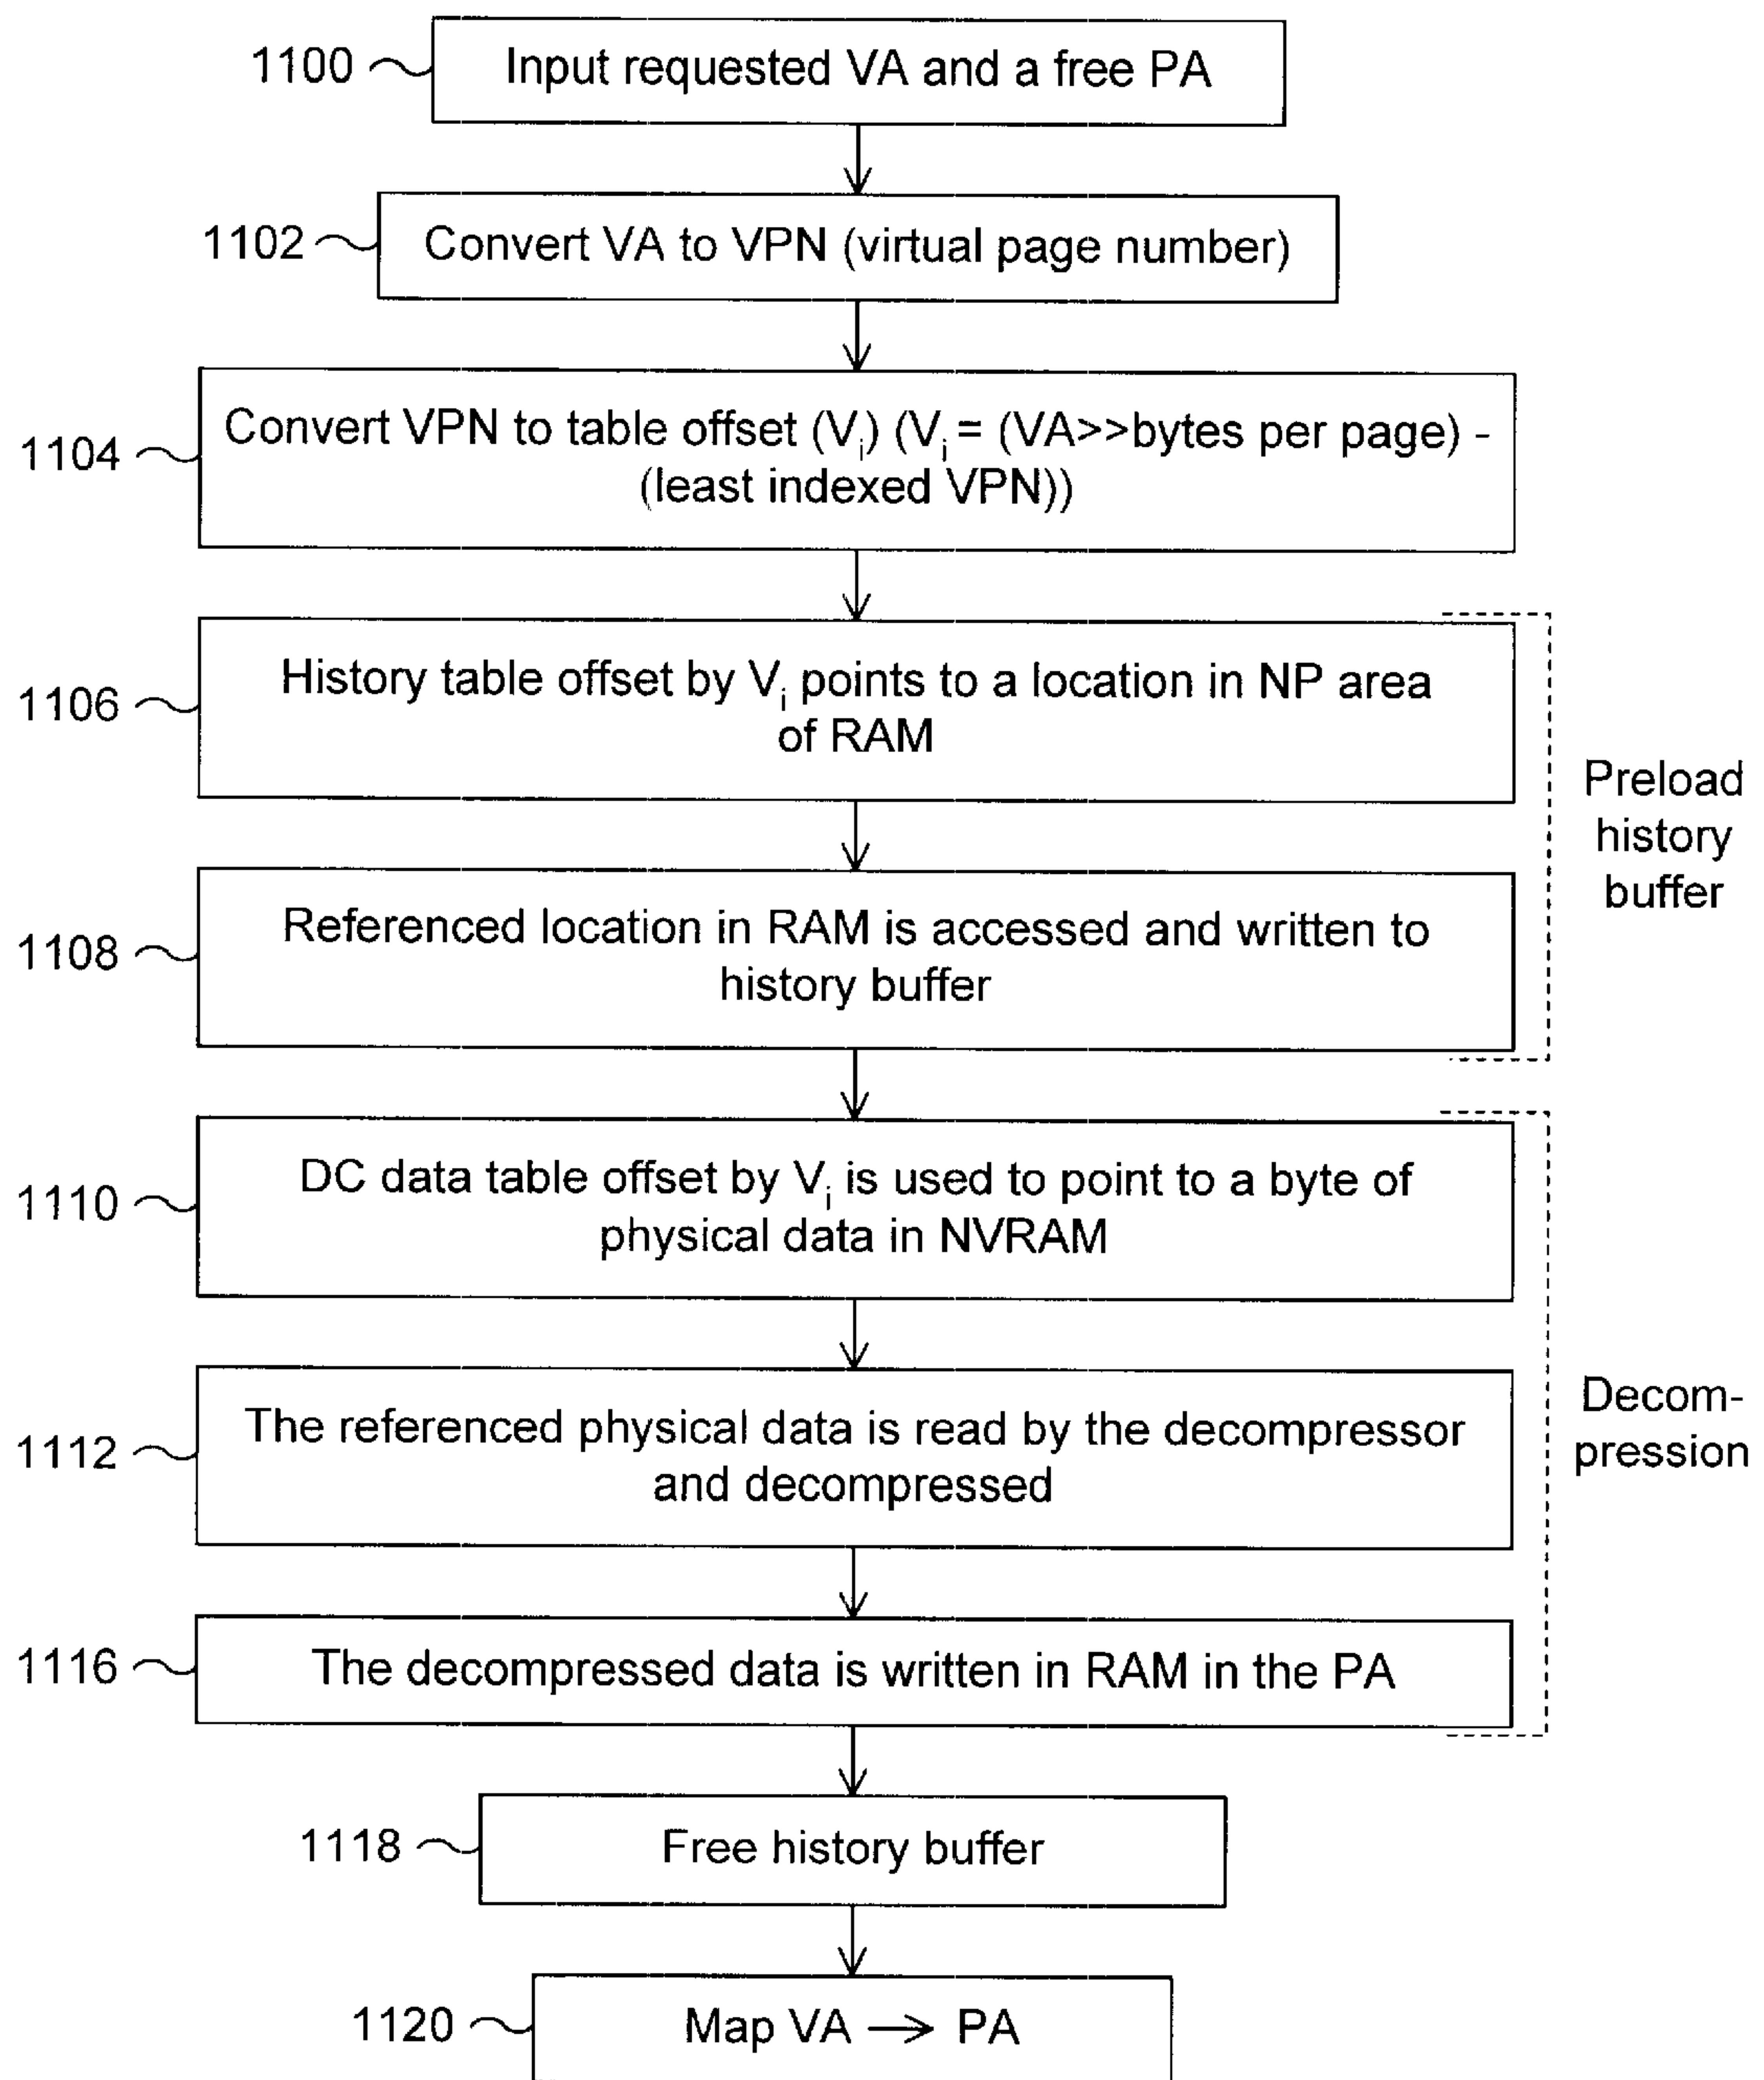 1100 Input requested VA and a free PA
1102 Convert VA to VPN (virtual page number)
1104 Convert VPN to table offset (Vi) (Vi = (VA>>bytes per page) -
(least indexed VPN))
1106 History table offset by Vi points to a location in NP area
of RAM
1108 Referenced location in RAM is accessed and written to
history buffer
Preload
history
buffer
1110 DC data table offset by Vi is used to point to a byte of
physical data in NVRAM
1112 The referenced physical data is read by the decompressor
and decompressed
1116 The decompressed data is written in RAM in the PA
Decom-
pression
1118 Free history buffer
1120 Map VA → PA